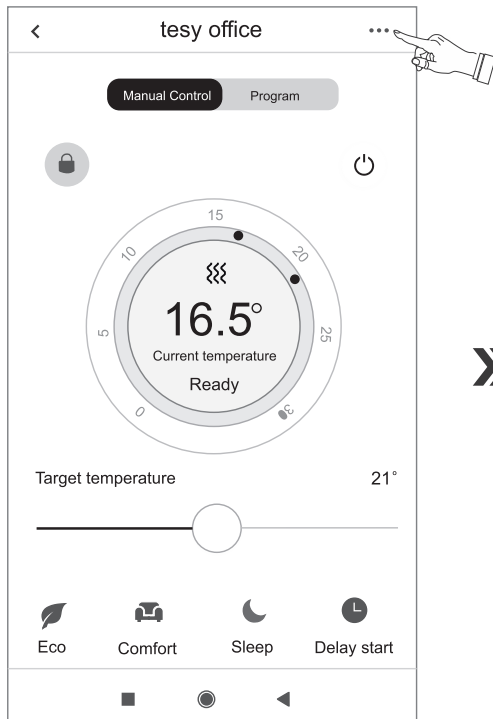 tesy office
Manual Control Program
15
10 20
5 25
0 30
16.5°
Current temperature
Ready
Target temperature 21°
Eco Comfort Sleep Delay start